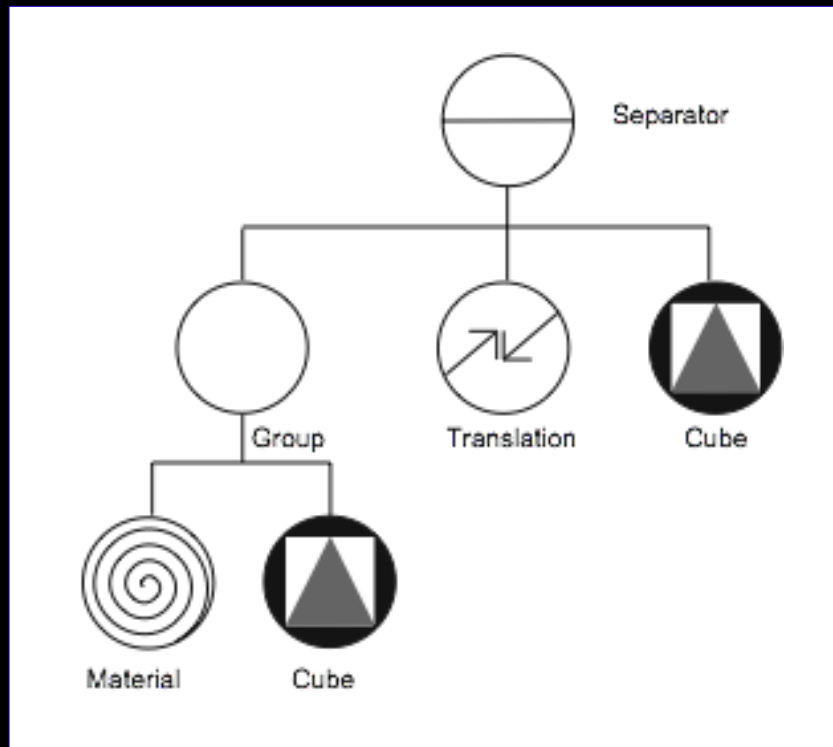 Separator
Group
Translation
Cube
Material
Cube